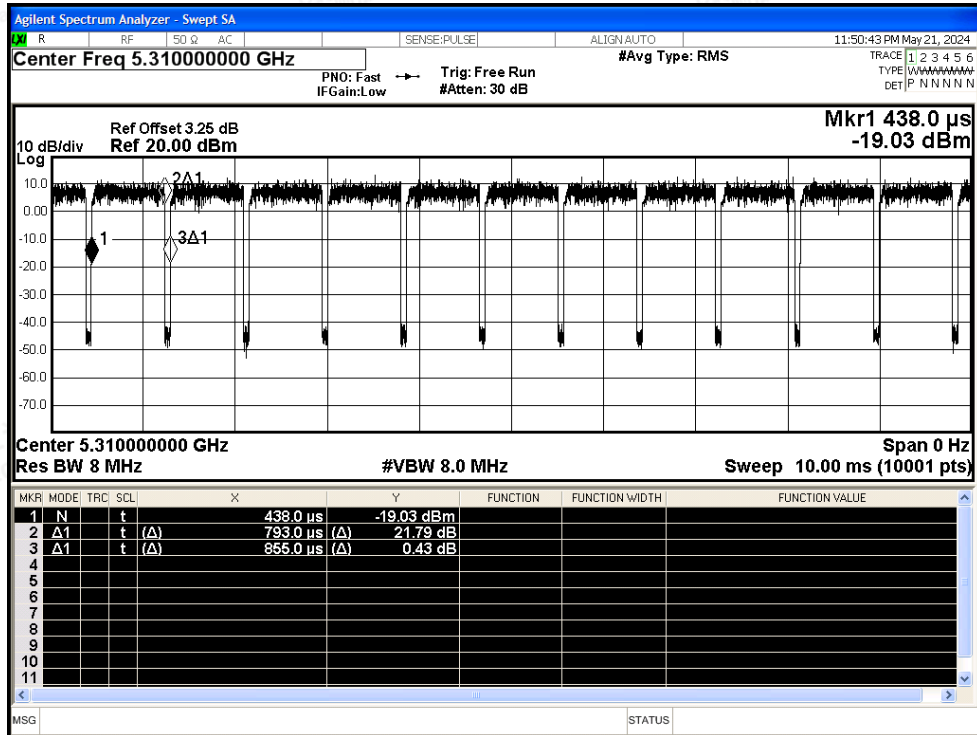 Agilent Spectrum Analyzer - Swept SA
LXI R RF 50 Ω AC SENSE:PULSE ALIGN AUTO 11:50:43 PM May 21, 2024
Center Freq 5.310000000 GHz #Avg Type: RMS TRACE 1 2 3 4 5 6
PNO: Fast Trig: Free Run TYPE WWWWWW
IFGain:Low #Atten: 30 dB DET P N N N N N
Mkr1 438.0 µs
-19.03 dBm
Ref Offset 3.25 dB
10 dB/div Ref 20.00 dBm
Log
10.0
0.00
-10.0
-20.0
-30.0
-40.0
-50.0
-60.0
-70.0
2Δ1
1
3Δ1
Center 5.310000000 GHz Span 0 Hz
Res BW 8 MHz #VBW 8.0 MHz Sweep 10.00 ms (10001 pts)
MKR MODE TRC SCL X Y FUNCTION FUNCTION WIDTH FUNCTION VALUE
1 N t 438.0 µs -19.03 dBm
2 Δ1 t (Δ) 793.0 µs (Δ) 21.79 dB
3 Δ1 t (Δ) 855.0 µs (Δ) 0.43 dB
4
5
6
7
8
9
10
11
MSG STATUS